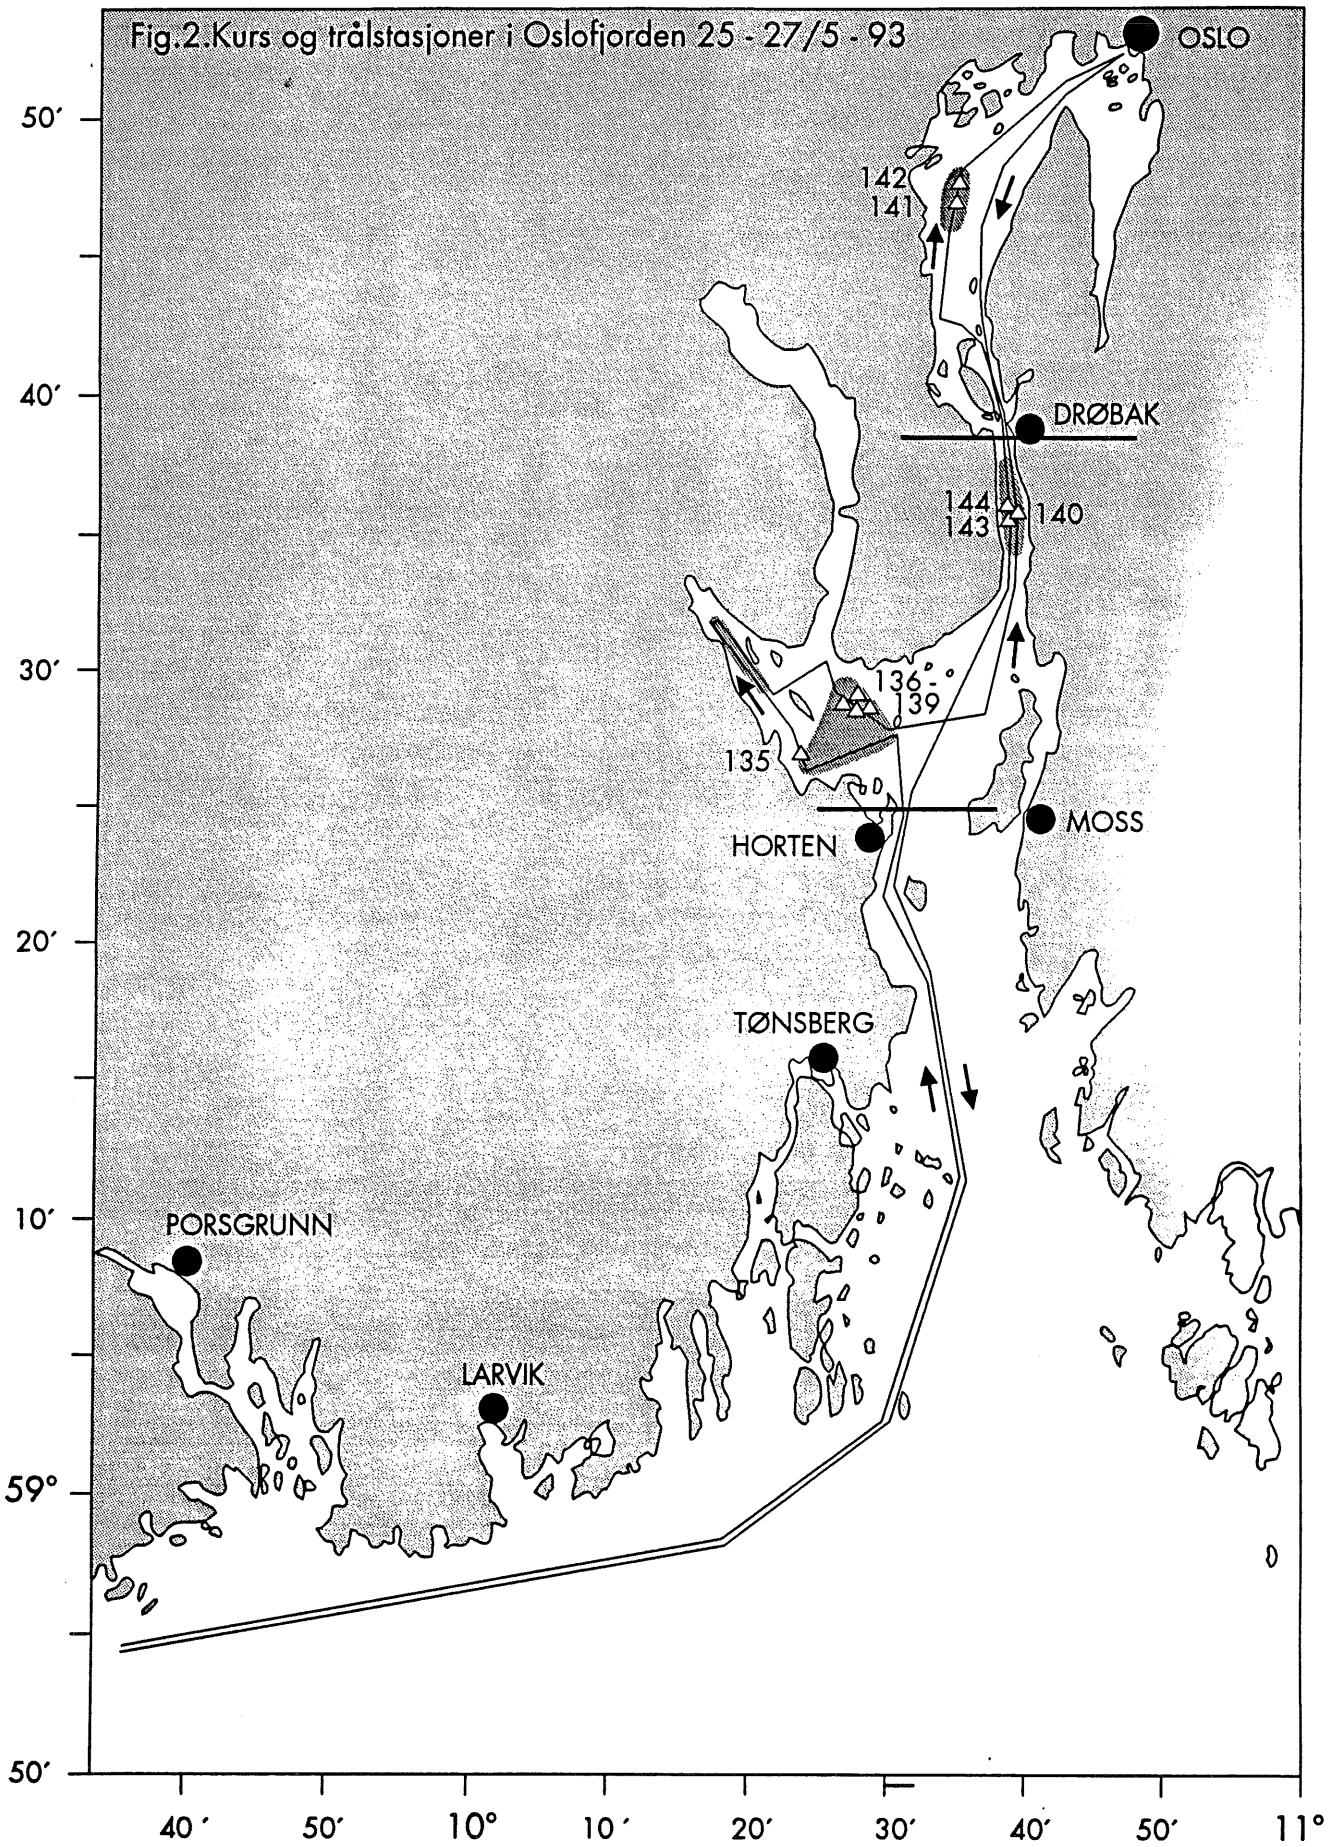 Fig.2.Kurs og trålstasjoner i Oslofjorden 25 - 27/5 - 93
OSLO
50′
142
141
40′
DRØBAK
144
143
140
30′
136 -
139
135
MOSS
HORTEN
20′
TØNSBERG
10′
PORSGRUNN
LARVIK
59°
50′
40 ′ 50′ 10° 10 ′ 20′ 30′ 40′ 50′ 11°